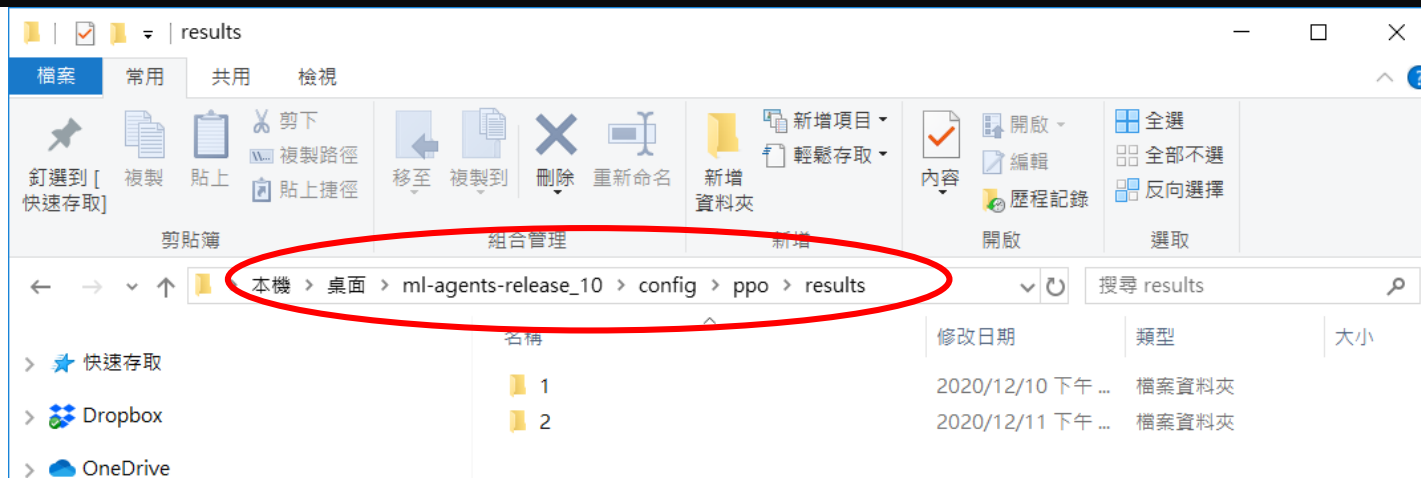 results
檔案 常用 共用 檢視
釘選到 [
快速存取]
複製
貼上
剪下
複製路徑
貼上捷徑
剪貼簿
移至
複製到
刪除
重新命名
組合管理
新增
資料夾
新增項目
輕鬆存取
新增
內容
開啟
編輯
歷程記錄
開啟
全選
全部不選
反向選擇
選取
本機 > 桌面 > ml-agents-release_10 > config > ppo > results
搜尋 results
名稱 修改日期 類型 大小
快速存取
Dropbox
OneDrive
1 2020/12/10 下午 ... 檔案資料夾
2 2020/12/11 下午 ... 檔案資料夾